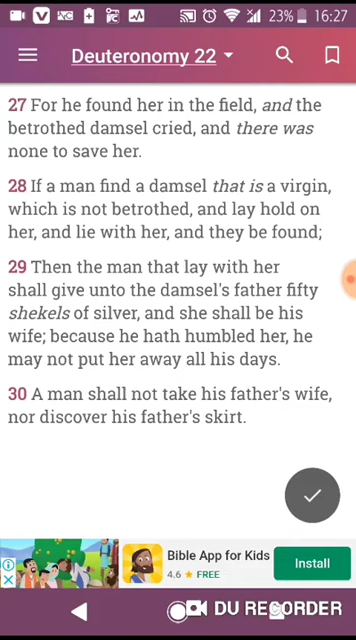 23% 16:27
Deuteronomy 22
27 For he found her in the field, and the
betrothed damsel cried, and there was
none to save her.
28 If a man find a damsel that is a virgin,
which is not betrothed, and lay hold on
her, and lie with her, and they be found;
29 Then the man that lay with her
shall give unto the damsel's father fifty
shekels of silver, and she shall be his
wife; because he hath humbled her, he
may not put her away all his days.
30 A man shall not take his father's wife,
nor discover his father's skirt.
Bible App for Kids
4.6 ★ FREE
Install
DU RECORDER